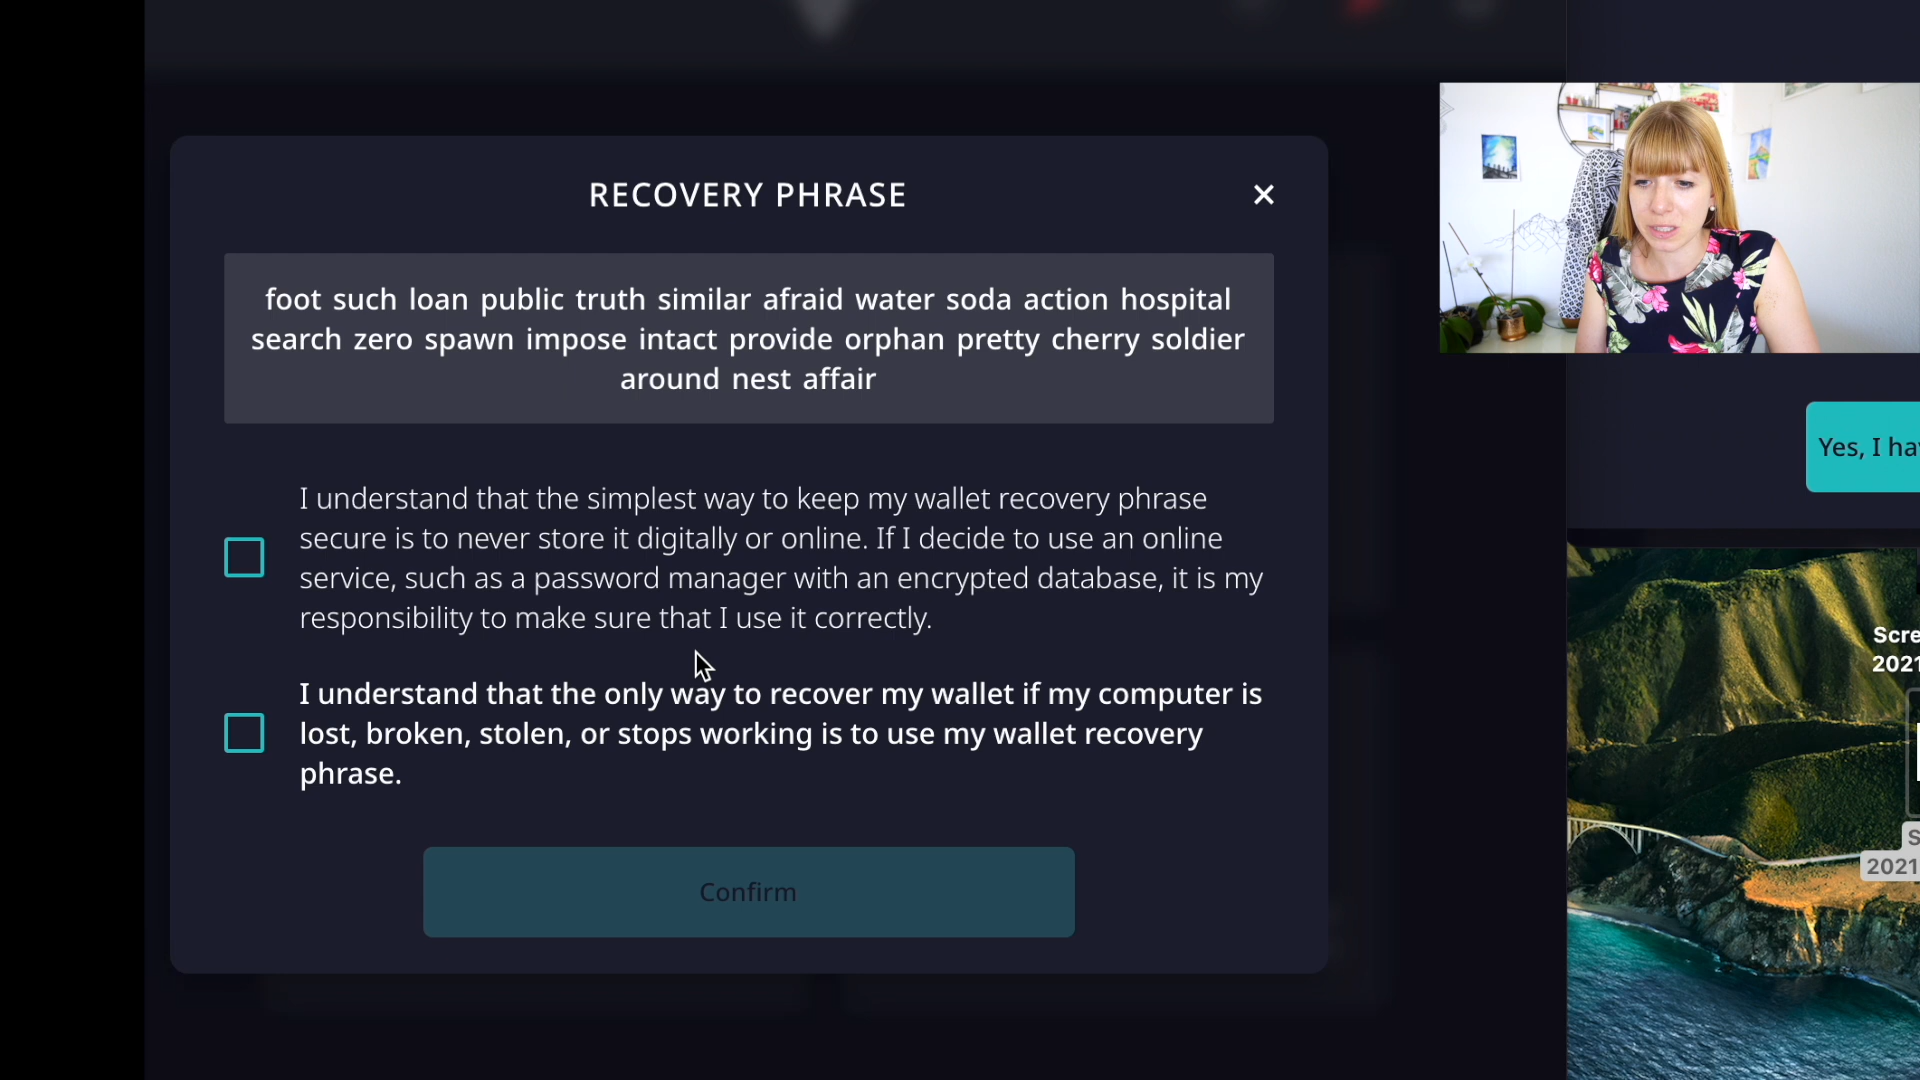 RECOVERY PHRASE
foot such loan public truth similar afraid water soda action hospital
search zero spawn impose intact provide orphan pretty cherry soldier
around nest affair
I understand that the simplest way to keep my wallet recovery phrase
secure is to never store it digitally or online. If I decide to use an online
service, such as a password manager with an encrypted database, it is my
responsibility to make sure that I use it correctly.
I understand that the only way to recover my wallet if my computer is
lost, broken, stolen, or stops working is to use my wallet recovery
phrase.
Confirm
Yes, I
2021
2021